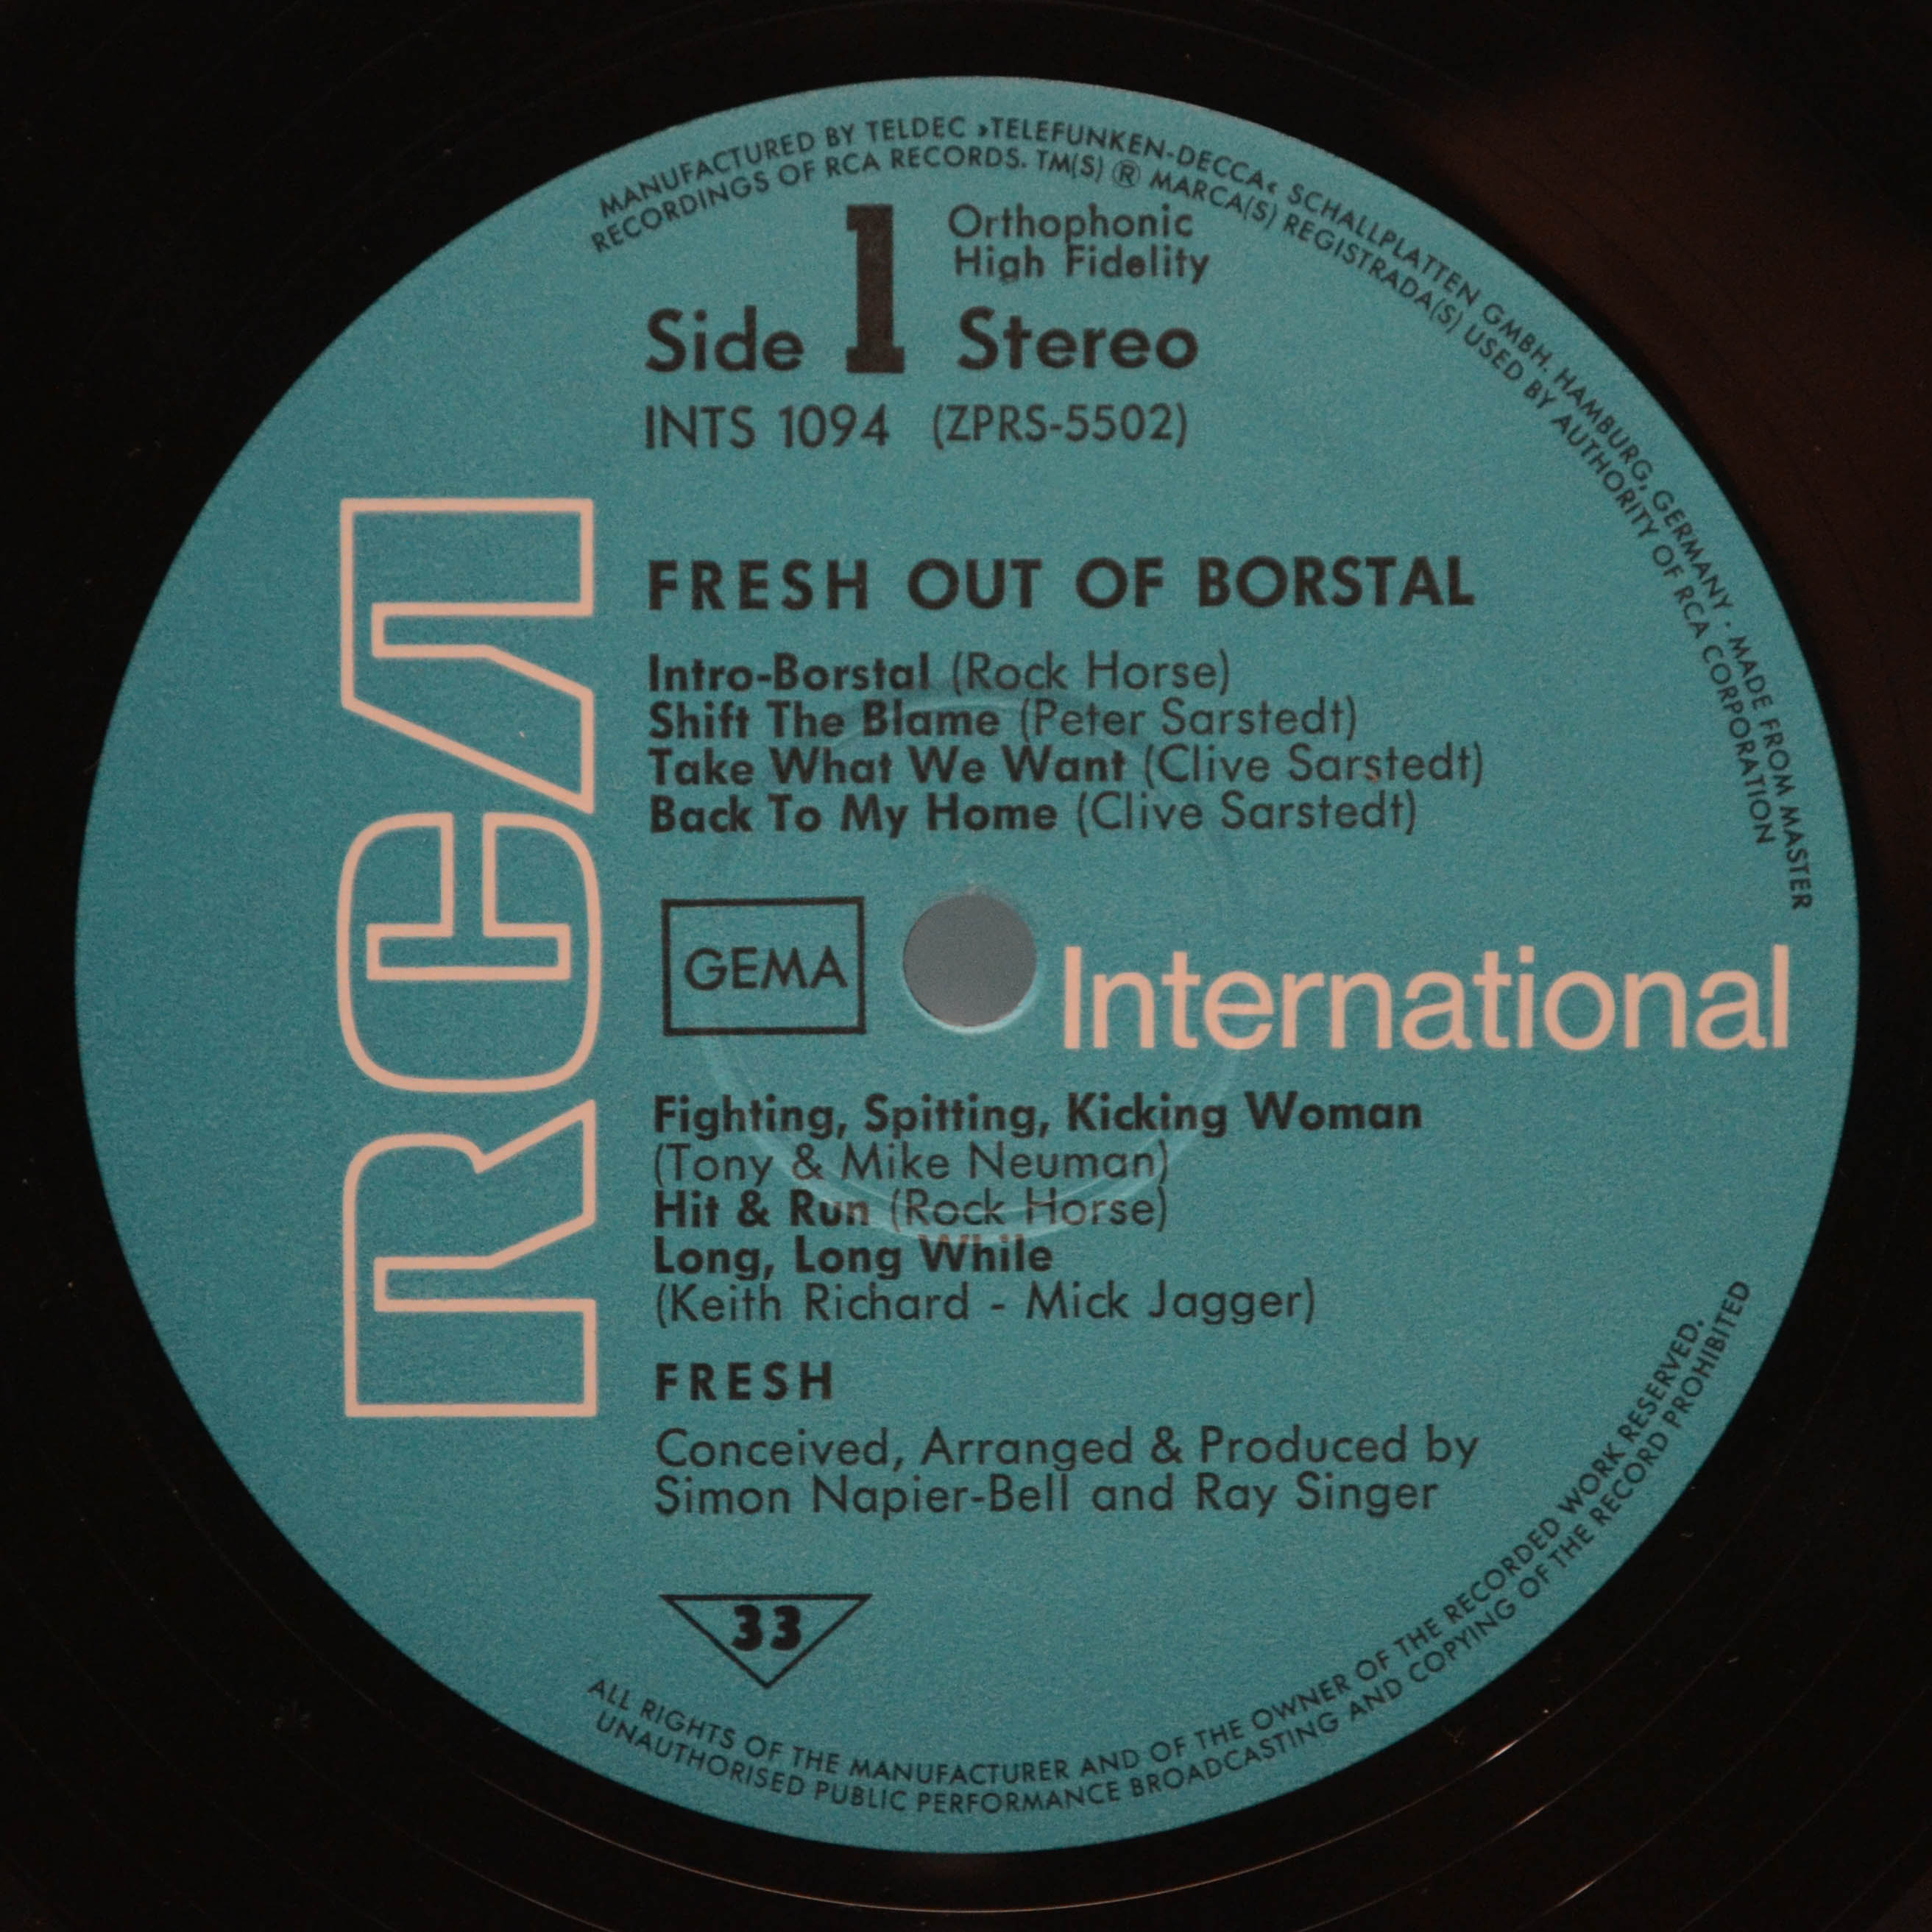 MANUFACTURED BY TELDEC »TELEFUNKEN-DECCA« SCHALLPLATTEN GMBH, HAMBURG, GERMANY · MADE FROM MASTER
RECORDINGS OF RCA RECORDS. TM(S) ® MARCA(S) REGISTRADA(S) USED BY AUTHORITY OF RCA CORPORATION
Side 1
Orthophonic
High Fidelity
Stereo
INTS 1094 (ZPRS-5502)
RCA
FRESH OUT OF BORSTAL
Intro-Borstal (Rock Horse)
Shift The Blame (Peter Sarstedt)
Take What We Want (Clive Sarstedt)
Back To My Home (Clive Sarstedt)
GEMA
International
Fighting, Spitting, Kicking Woman
(Tony & Mike Neuman)
Hit & Run (Rock Horse)
Long, Long While
(Keith Richard - Mick Jagger)
FRESH
Conceived, Arranged & Produced by
Simon Napier-Bell and Ray Singer
33
ALL RIGHTS OF THE MANUFACTURER AND OF THE OWNER OF THE RECORDED WORK RESERVED.
UNAUTHORISED PUBLIC PERFORMANCE BROADCASTING AND COPYING OF THE RECORD PROHIBITED